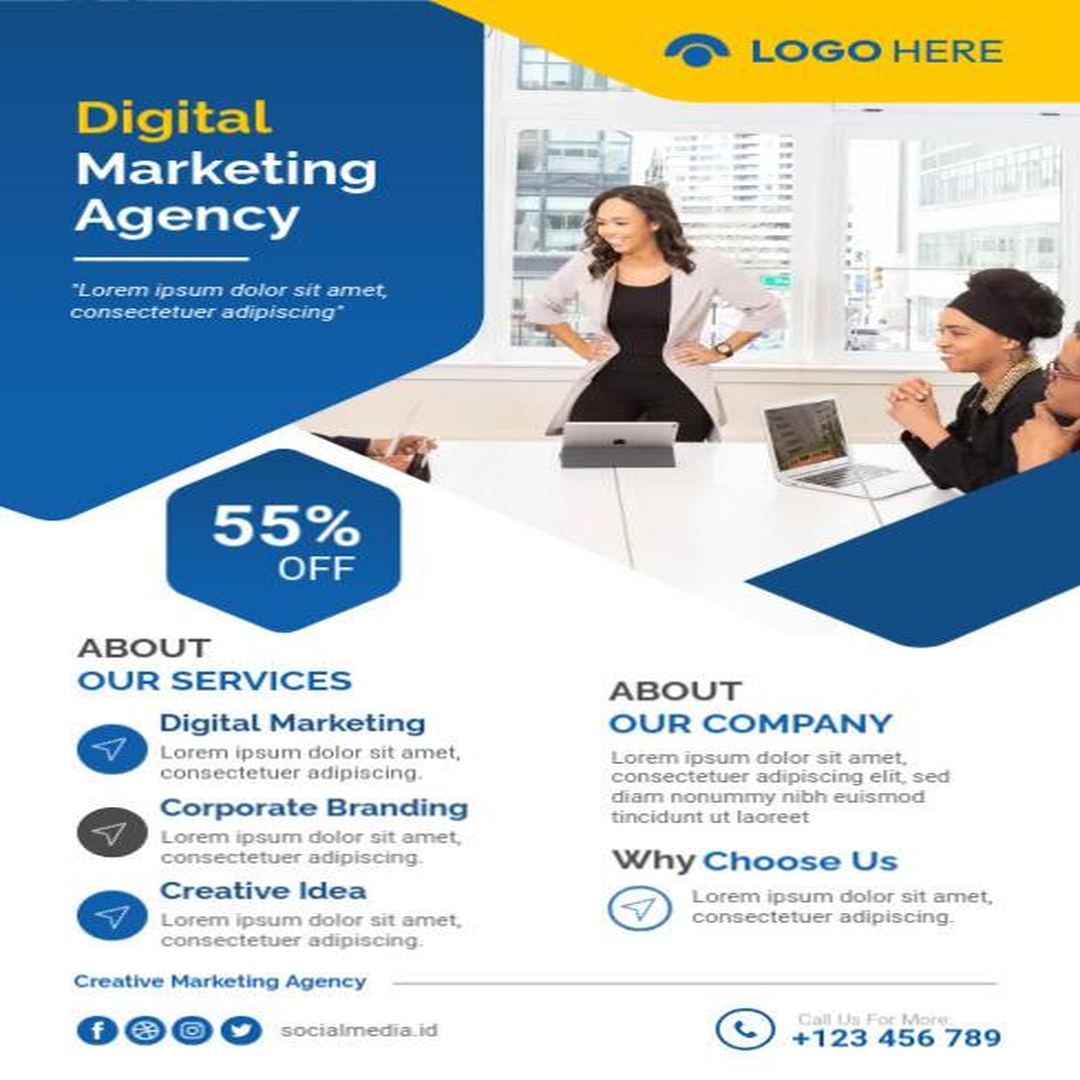 LOGO HERE
Digital
Marketing
Agency
"Lorem ipsum dolor sit amet,
consectetuer adipiscing"
55%
OFF
ABOUT
OUR SERVICES
Digital Marketing
Lorem ipsum dolor sit amet,
consectetuer adipiscing.
Corporate Branding
Lorem ipsum dolor sit amet,
consectetuer adipiscing.
Creative Idea
Lorem ipsum dolor sit amet,
consectetuer adipiscing.
ABOUT
OUR COMPANY
Lorem ipsum dolor sit amet,
consectetuer adipiscing elit, sed
diam nonummy nibh euismod
tincidunt ut laoreet
Why Choose Us
Lorem ipsum dolor sit amet,
consectetuer adipiscing.
Creative Marketing Agency
socialmedia.id
Call Us For More:
+123 456 789